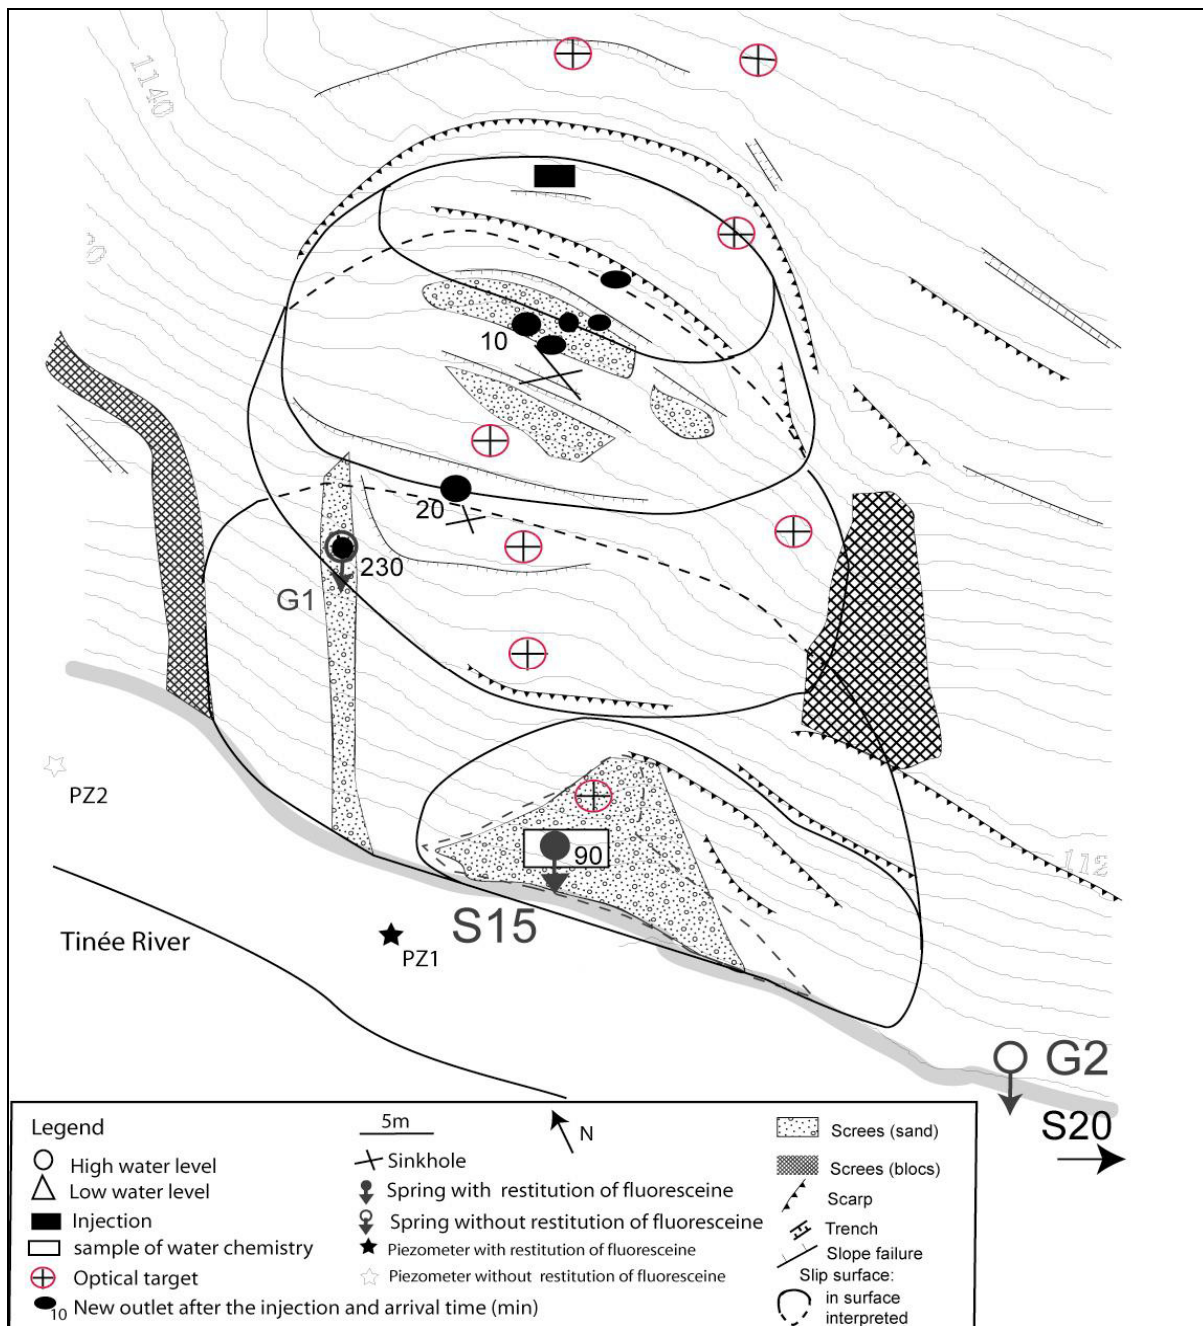 1140
10
20
230
G1
PZ2
90
112
S15
Tinée River
PZ1
G2
S20
Legend
High water level
Low water level
Injection
sample of water chemistry
Optical target
10 New outlet after the injection and arrival time (min)
5m
N
Sinkhole
Spring with restitution of fluoresceine
Spring without restitution of fluoresceine
Piezometer with restitution of fluoresceine
Piezometer without restitution of fluoresceine
Screes (sand)
Screes (blocs)
Scarp
Trench
Slope failure
Slip surface:
in surface
interpreted